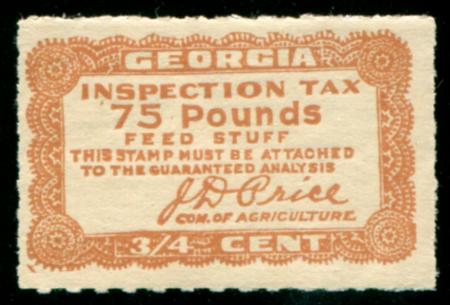 GEORGIA
INSPECTION TAX
75 Pounds
FEED STUFF
THIS STAMP MUST BE ATTACHED
TO THE GUARANTEED ANALYSIS
J D Price
COM. OF AGRICULTURE
3/4 CENT